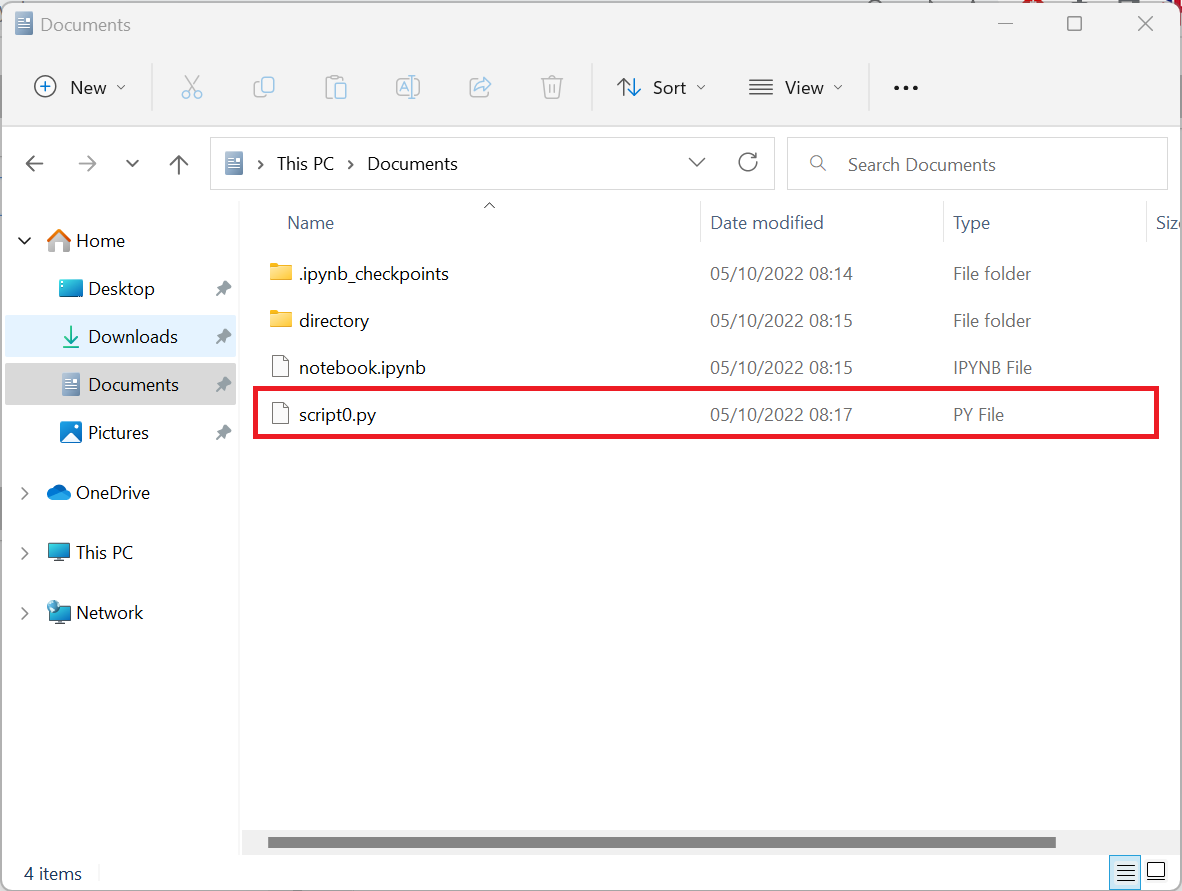 Documents
New Sort View
This PC Documents Search Documents
Name Date modified Type
Home
Desktop
Downloads
Documents
Pictures
OneDrive
This PC
Network
.ipynb_checkpoints 05/10/2022 08:14 File folder
directory 05/10/2022 08:15 File folder
notebook.ipynb 05/10/2022 08:15 IPYNB File
script0.py 05/10/2022 08:17 PY File
4 items